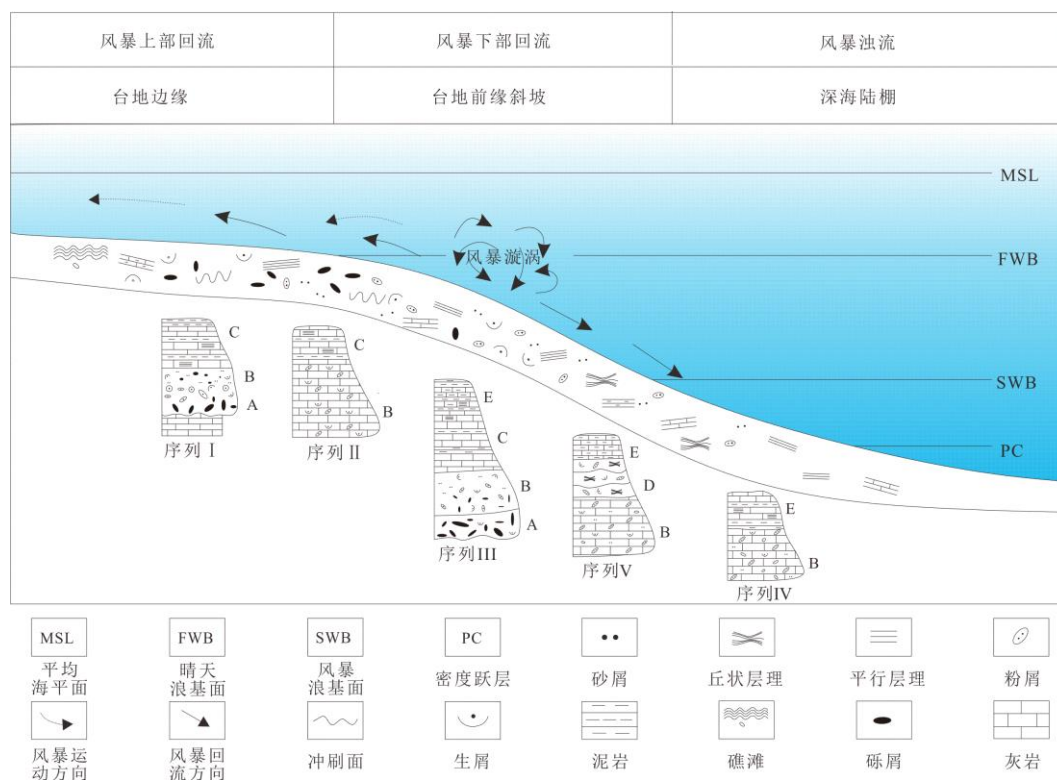 风暴上部回流
风暴下部回流
风暴浊流
台地边缘
台地前缘斜坡
深海陆棚
MSL
风暴漩涡
FWB
SWB
PC
C
B
A
序列 I
C
B
序列 II
E
C
B
A
序列III
E
D
B
序列V
E
B
序列IV
MSL
FWB
SWB
PC
平均
海平面
晴天
浪基面
风暴
浪基面
密度跃层
砂屑
丘状层理
平行层理
粉屑
风暴运
动方向
风暴回
流方向
冲刷面
生屑
泥岩
礁滩
砾屑
灰岩